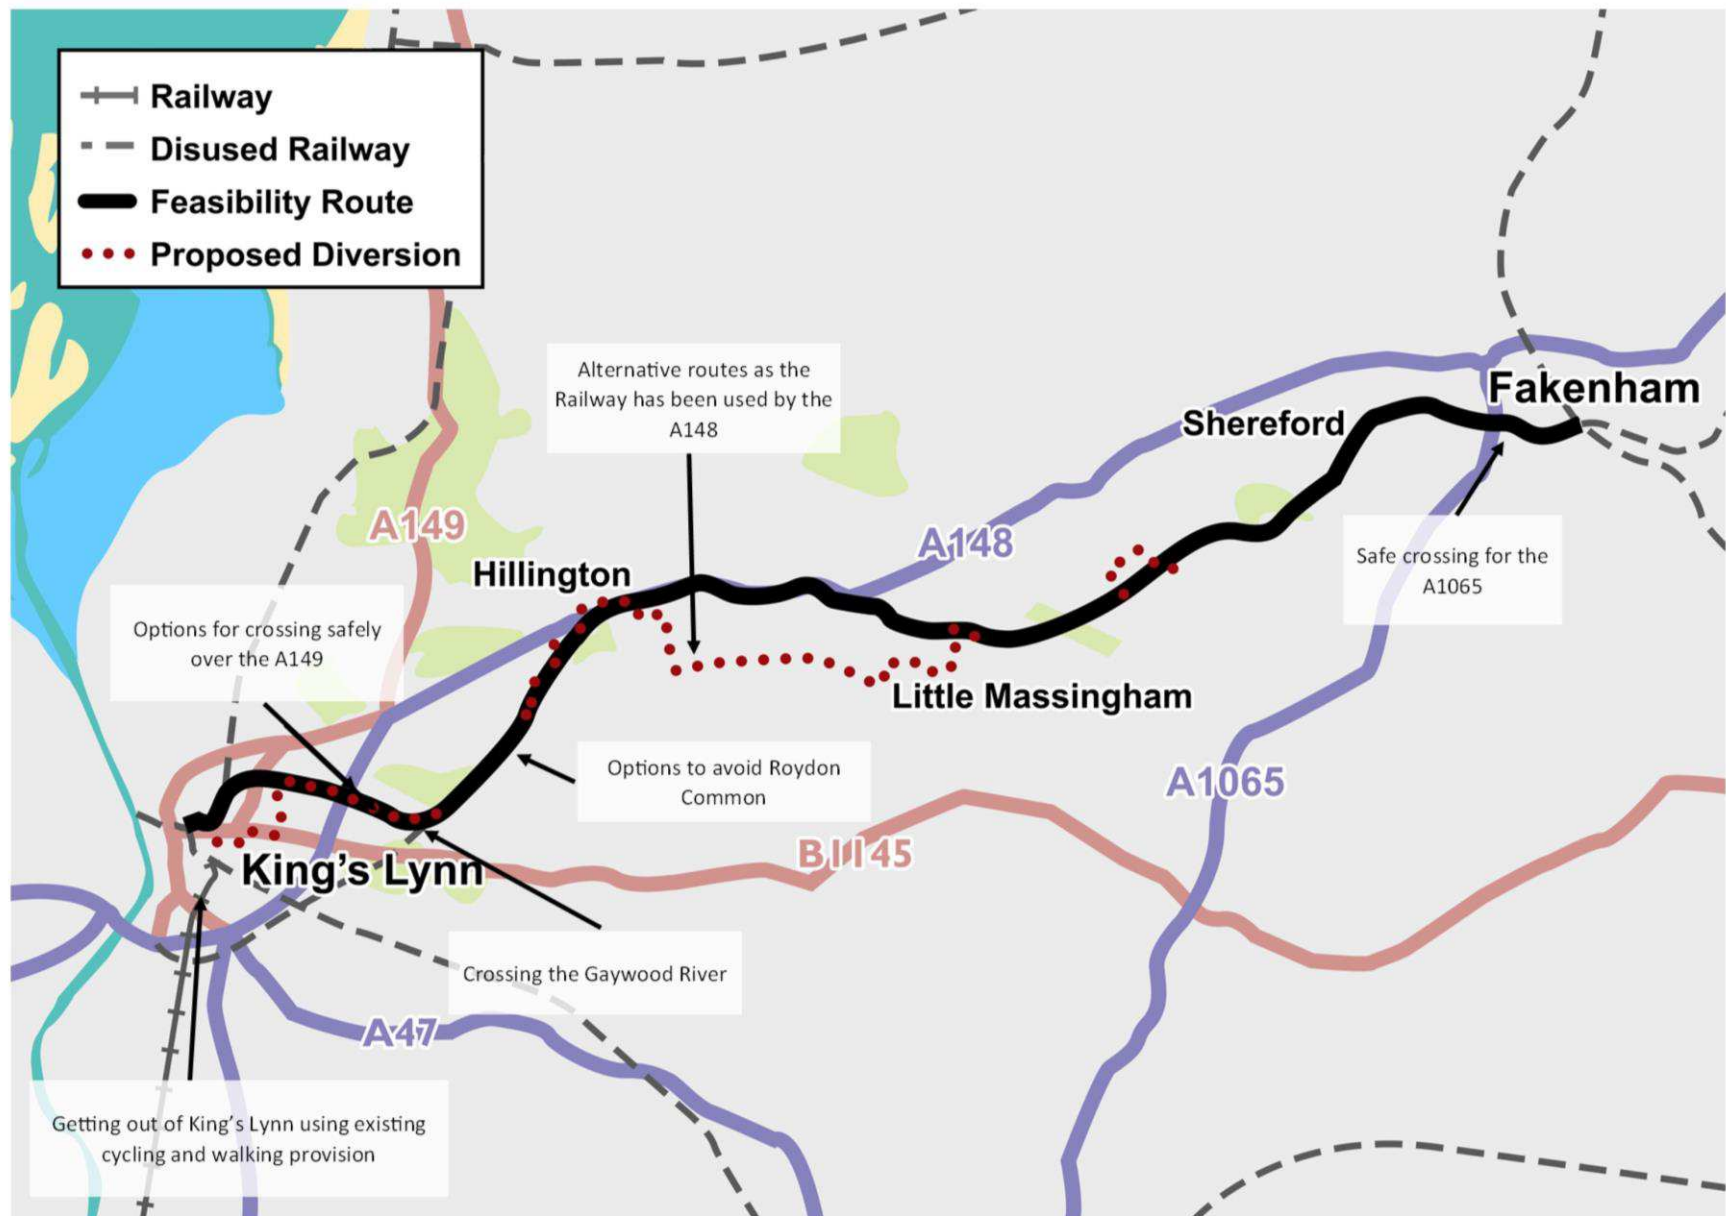 Railway
Disused Railway
Feasibility Route
Proposed Diversion
Alternative routes as the
Railway has been used by the
A148
Fakenham
Shereford
A149
A148
Hillington
Safe crossing for the
A1065
Options for crossing safely
over the A149
Little Massingham
Options to avoid Roydon
Common
A1065
B1145
King's Lynn
Crossing the Gaywood River
A47
Getting out of King's Lynn using existing
cycling and walking provision